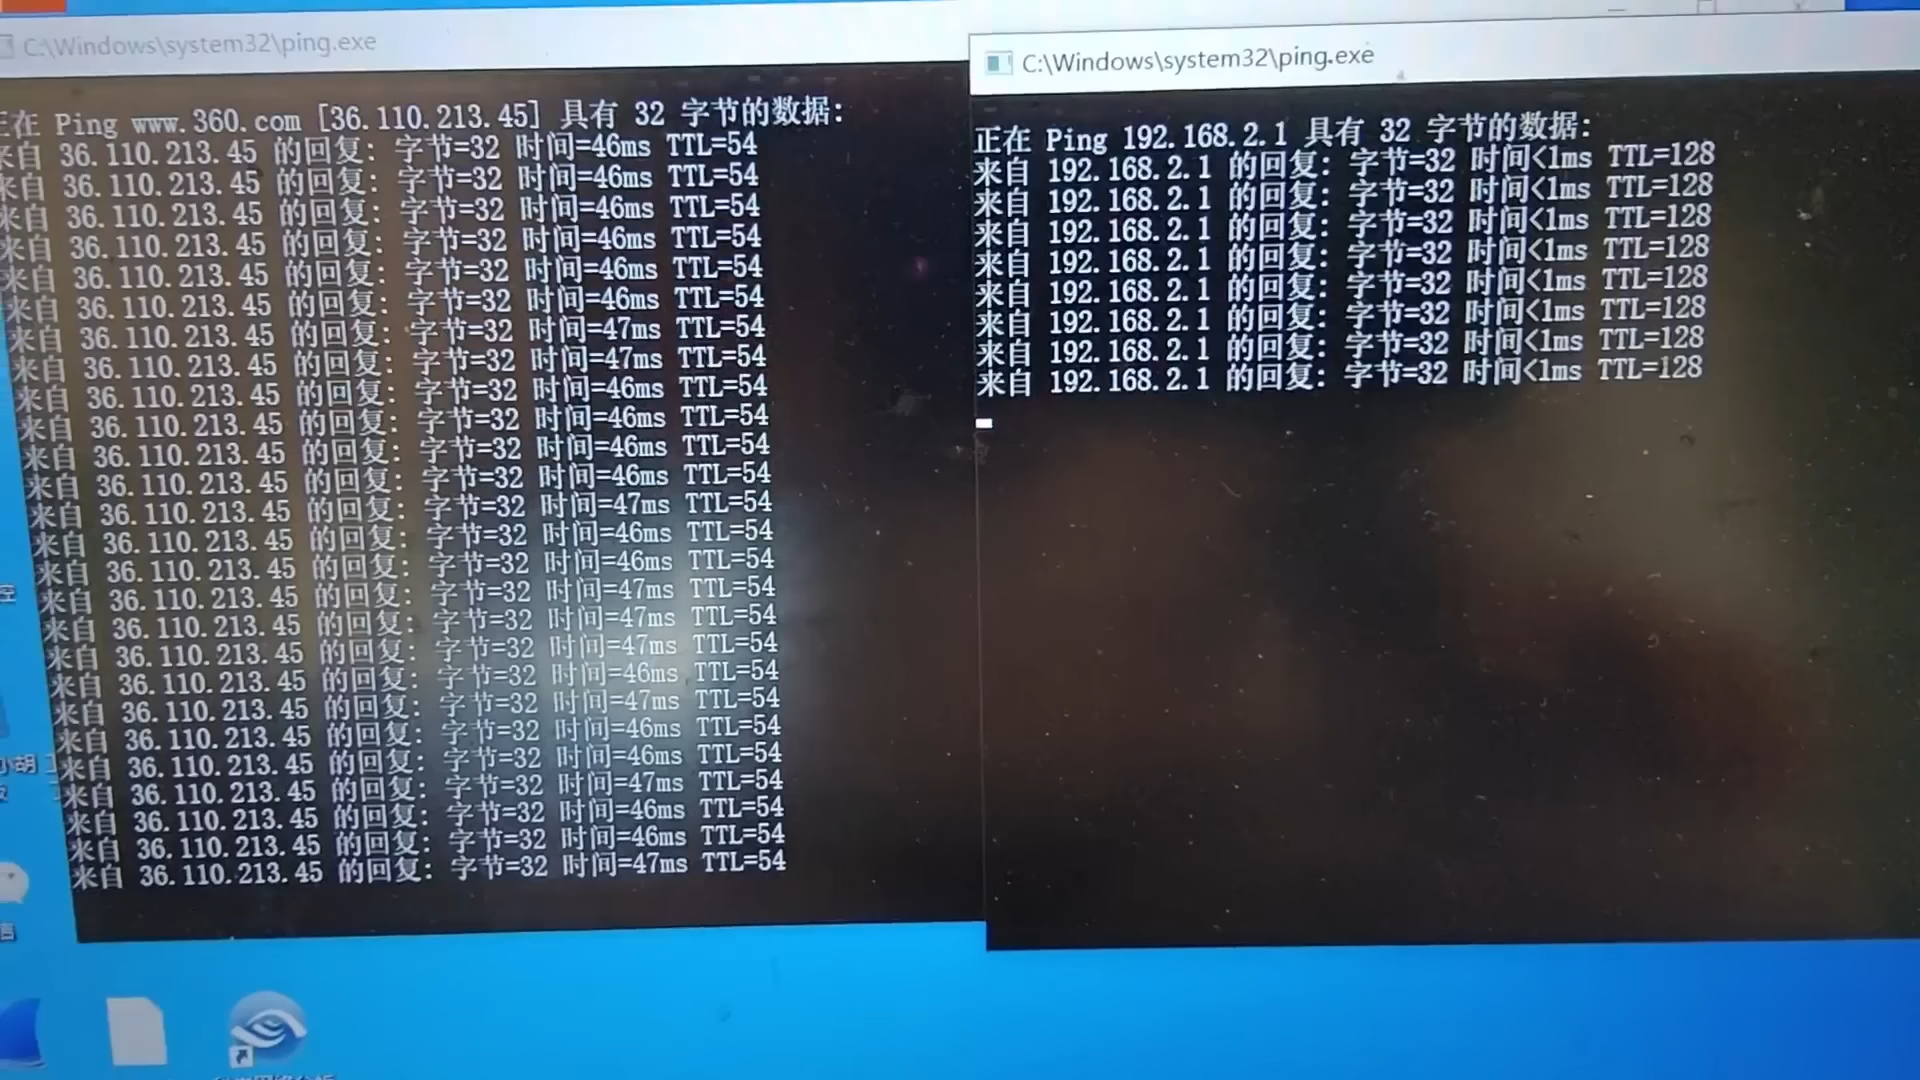 C:\Windows\system32\ping.exe
正在 Ping www.360.com [36.110.213.45] 具有 32 字节的数据:
来自 36.110.213.45 的回复: 字节=32 时间=46ms TTL=54
来自 36.110.213.45 的回复: 字节=32 时间=46ms TTL=54
来自 36.110.213.45 的回复: 字节=32 时间=46ms TTL=54
来自 36.110.213.45 的回复: 字节=32 时间=46ms TTL=54
来自 36.110.213.45 的回复: 字节=32 时间=46ms TTL=54
来自 36.110.213.45 的回复: 字节=32 时间=46ms TTL=54
来自 36.110.213.45 的回复: 字节=32 时间=47ms TTL=54
来自 36.110.213.45 的回复: 字节=32 时间=47ms TTL=54
来自 36.110.213.45 的回复: 字节=32 时间=46ms TTL=54
来自 36.110.213.45 的回复: 字节=32 时间=46ms TTL=54
来自 36.110.213.45 的回复: 字节=32 时间=46ms TTL=54
来自 36.110.213.45 的回复: 字节=32 时间=46ms TTL=54
来自 36.110.213.45 的回复: 字节=32 时间=47ms TTL=54
来自 36.110.213.45 的回复: 字节=32 时间=46ms TTL=54
来自 36.110.213.45 的回复: 字节=32 时间=46ms TTL=54
来自 36.110.213.45 的回复: 字节=32 时间=47ms TTL=54
来自 36.110.213.45 的回复: 字节=32 时间=47ms TTL=54
来自 36.110.213.45 的回复: 字节=32 时间=47ms TTL=54
来自 36.110.213.45 的回复: 字节=32 时间=46ms TTL=54
来自 36.110.213.45 的回复: 字节=32 时间=47ms TTL=54
来自 36.110.213.45 的回复: 字节=32 时间=46ms TTL=54
来自 36.110.213.45 的回复: 字节=32 时间=46ms TTL=54
来自 36.110.213.45 的回复: 字节=32 时间=47ms TTL=54
来自 36.110.213.45 的回复: 字节=32 时间=46ms TTL=54
来自 36.110.213.45 的回复: 字节=32 时间=46ms TTL=54
来自 36.110.213.45 的回复: 字节=32 时间=47ms TTL=54
C:\Windows\system32\ping.exe
正在 Ping 192.168.2.1 具有 32 字节的数据:
来自 192.168.2.1 的回复: 字节=32 时间<1ms TTL=128
来自 192.168.2.1 的回复: 字节=32 时间<1ms TTL=128
来自 192.168.2.1 的回复: 字节=32 时间<1ms TTL=128
来自 192.168.2.1 的回复: 字节=32 时间<1ms TTL=128
来自 192.168.2.1 的回复: 字节=32 时间<1ms TTL=128
来自 192.168.2.1 的回复: 字节=32 时间<1ms TTL=128
来自 192.168.2.1 的回复: 字节=32 时间<1ms TTL=128
来自 192.168.2.1 的回复: 字节=32 时间<1ms TTL=128
小胡
信